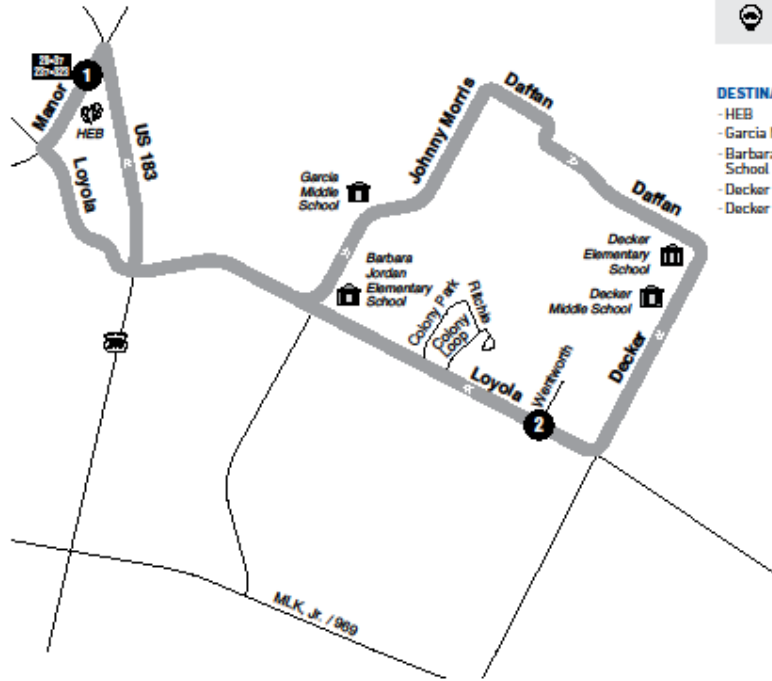 DESTINA
- HEB
- Garcia
- Barbara
School
- Decker
- Decker
1
Manor
HEB
US 183
Loyola
Johnny Morris
Daffan
Daffan
Garcia
Middle
School
Barbara
Jordan
Elementary
School
Decker
Elementary
School
Decker
Middle School
Colony Park
Ritchie
Colony
Loop
Loyola
Wentworth
2
Decker
MLK, Jr. / 969